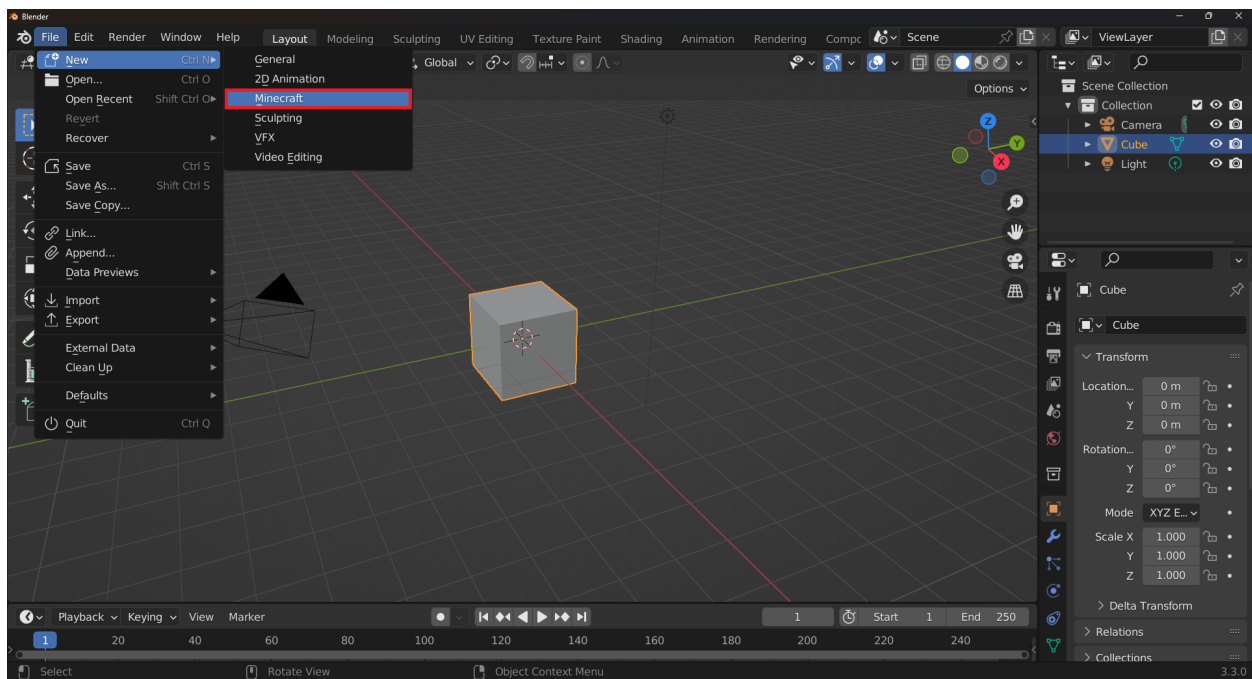 Blender
File Edit Render Window Help Layout Modeling Sculpting UV Editing Texture Paint Shading Animation Rendering Compc Scene ViewLayer
New Ctrl N
Open... Ctrl O
Open Recent Shift Ctrl O
Revert
Recover
Save Ctrl S
Save As... Shift Ctrl S
Save Copy...
Link...
Append...
Data Previews
Import
Export
External Data
Clean Up
Defaults
Quit Ctrl Q
General
2D Animation
Minecraft
Sculpting
VFX
Video Editing
Global
Options
Z
Y
X
Scene Collection
Collection
Camera
Cube
Light
Cube
Cube
Transform
Location... 0 m
Y 0 m
Z 0 m
Rotation... 0°
Y 0°
Z 0°
Mode XYZ E...
Scale X 1.000
Y 1.000
Z 1.000
Delta Transform
Relations
Collections
Playback Keying View Marker 1 Start 1 End 250
1 20 40 60 80 100 120 140 160 180 200 220 240
Select Rotate View Object Context Menu 3.3.0